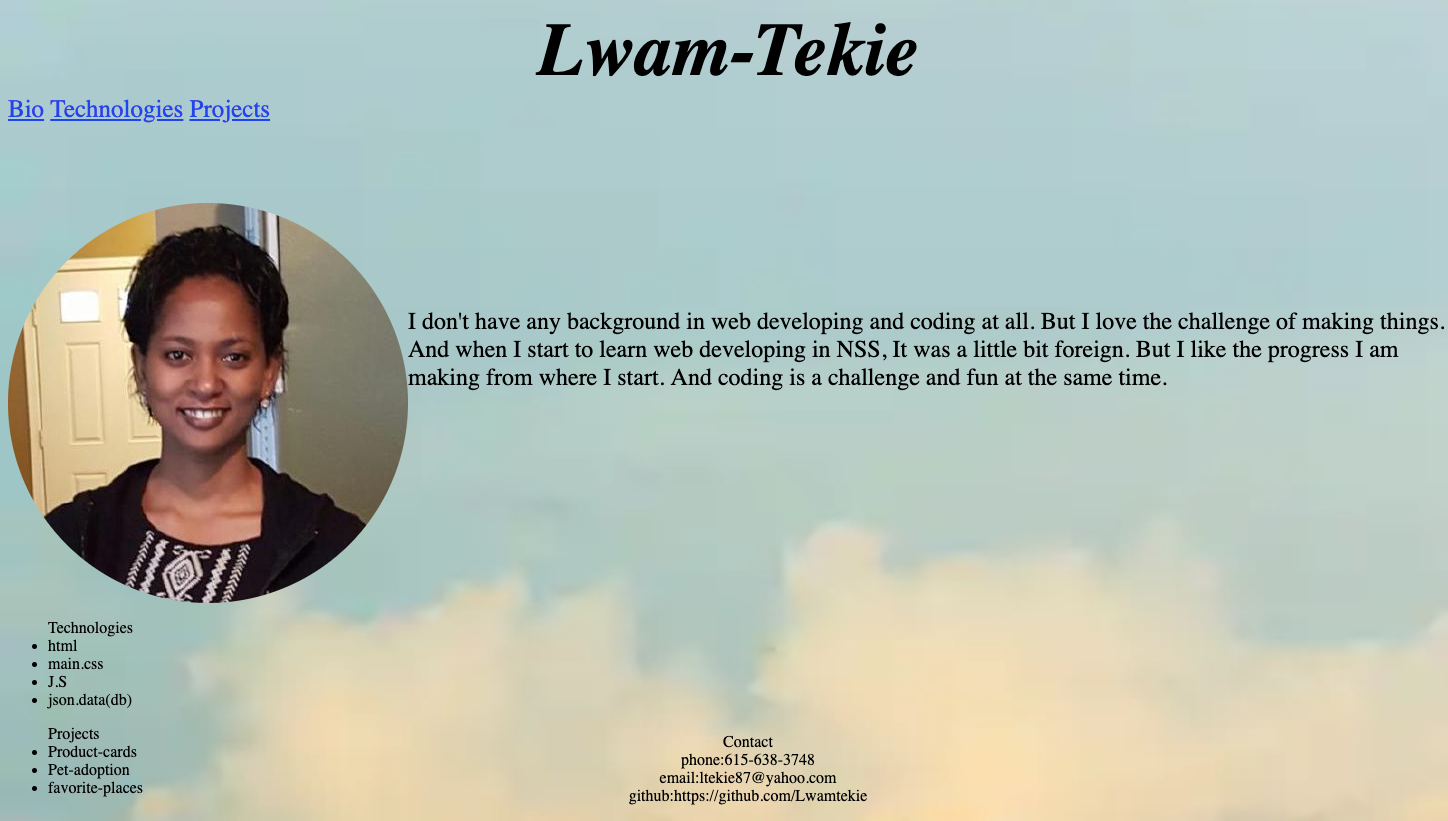 Lwam-Tekie
Bio Technologies Projects
I don't have any background in web developing and coding at all. But I love the challenge of making things.
And when I start to learn web developing in NSS, It was a little bit foreign. But I like the progress I am
making from where I start. And coding is a challenge and fun at the same time.
Technologies
html
main.css
J.S
json.data(db)
Projects
Product-cards
Pet-adoption
favorite-places
Contact
phone:615-638-3748
email:ltekie87@yahoo.com
github:https://github.com/Lwamtekie